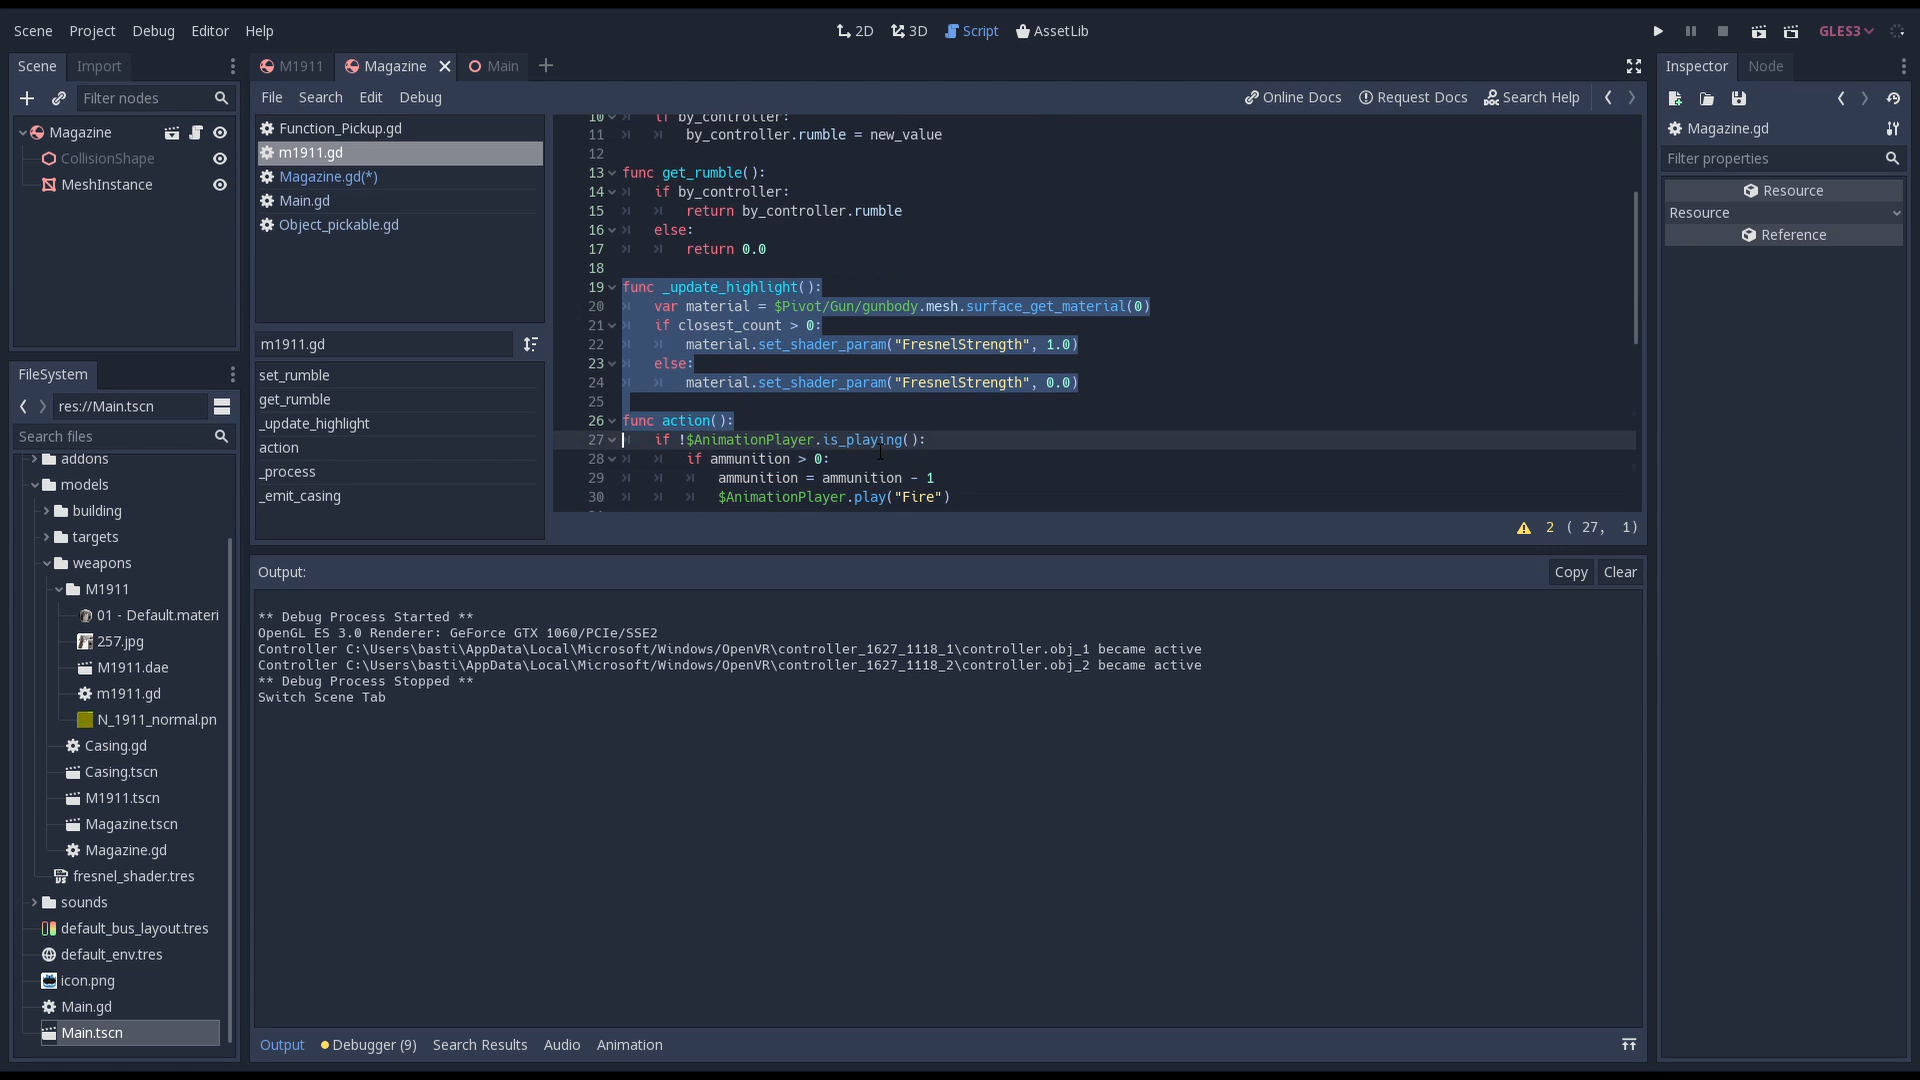 Scene Project Debug Editor Help
2D 3D Script AssetLib
GLES3
Scene Import
M1911 Magazine Main
Inspector Node
Filter nodes
File Search Edit Debug
Online Docs Request Docs Search Help
Magazine
CollisionShape
MeshInstance
Function_Pickup.gd
m1911.gd
Magazine.gd(*)
Main.gd
Object_pickable.gd
m1911.gd
set_rumble
get_rumble
_update_highlight
action
_process
_emit_casing
10 if by_controller:
11 by_controller.rumble = new_value
12
13 func get_rumble():
14 if by_controller:
15 return by_controller.rumble
16 else:
17 return 0.0
18
19 func _update_highlight():
20 var material = $Pivot/Gun/gunbody.mesh.surface_get_material(0)
21 if closest_count > 0:
22 material.set_shader_param("FresnelStrength", 1.0)
23 else:
24 material.set_shader_param("FresnelStrength", 0.0)
25
26 func action():
27 if !$AnimationPlayer.is_playing():
28 if ammunition > 0:
29 ammunition = ammunition - 1
30 $AnimationPlayer.play("Fire")
2 ( 27, 1)
Magazine.gd
Filter properties
Resource
Resource
Reference
FileSystem
res://Main.tscn
Search files
addons
models
building
targets
weapons
M1911
01 - Default.materi
257.jpg
M1911.dae
m1911.gd
N_1911_normal.pn
Casing.gd
Casing.tscn
M1911.tscn
Magazine.tscn
Magazine.gd
fresnel_shader.tres
sounds
default_bus_layout.tres
default_env.tres
icon.png
Main.gd
Main.tscn
Output:
Copy Clear
** Debug Process Started **
OpenGL ES 3.0 Renderer: GeForce GTX 1060/PCIe/SSE2
Controller C:\Users\basti\AppData\Local\Microsoft/Windows/OpenVR\controller_1627_1118_1\controller.obj_1 became active
Controller C:\Users\basti\AppData\Local\Microsoft/Windows/OpenVR\controller_1627_1118_2\controller.obj_2 became active
** Debug Process Stopped **
Switch Scene Tab
Output Debugger (9) Search Results Audio Animation